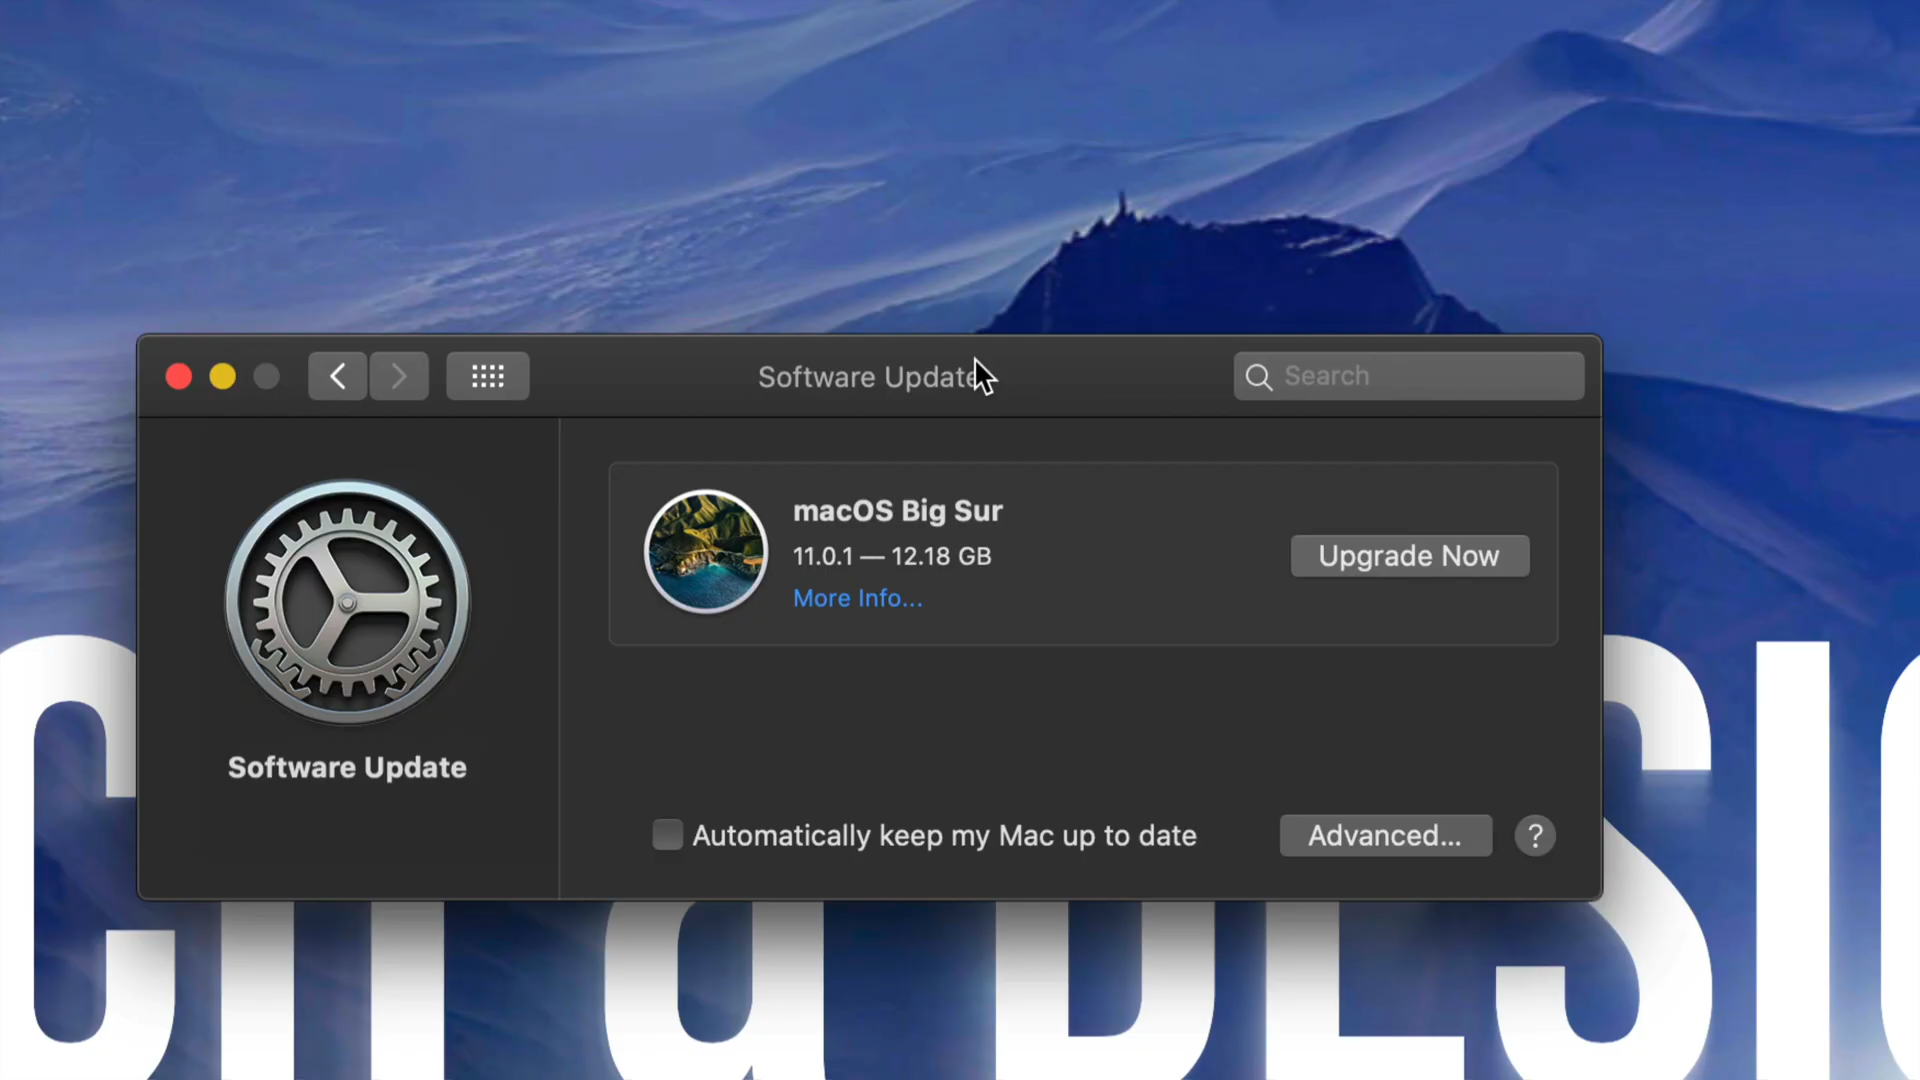 Software Update
Search
macOS Big Sur
11.0.1 — 12.18 GB
More Info...
Upgrade Now
Software Update
Automatically keep my Mac up to date
Advanced...
?